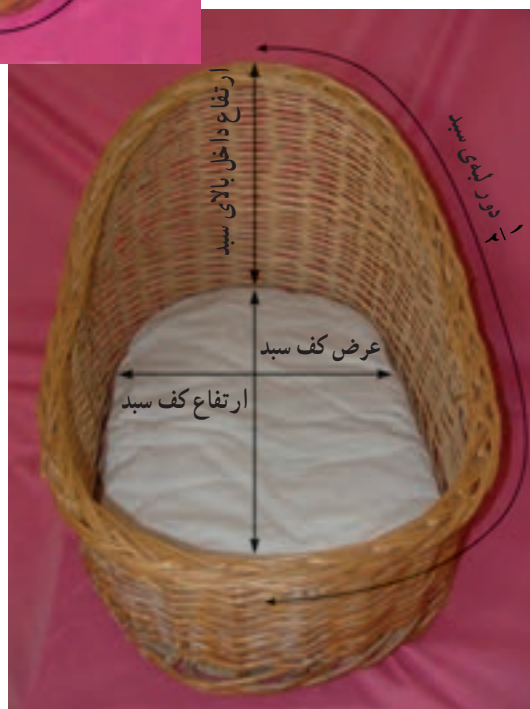 ارتفاع داخل بالای سبد
۱/۲ دور لبه‌ی سبد
عرض کف سبد
ارتفاع کف سبد